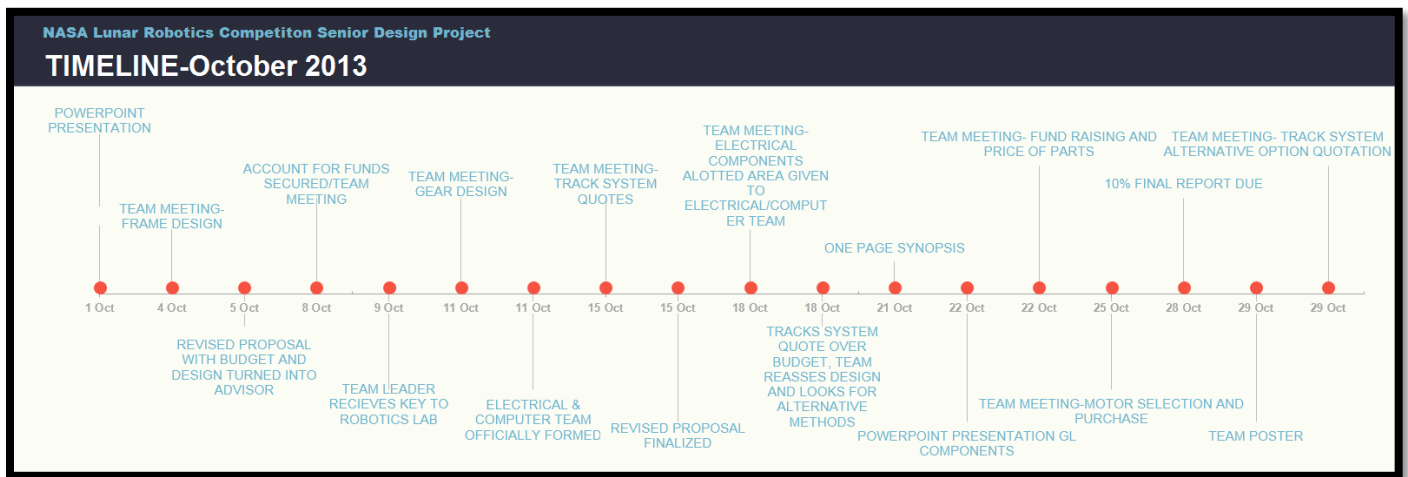 NASA Lunar Robotics Competiton Senior Design Project
TIMELINE-October 2013
POWERPOINT
PRESENTATION
TEAM MEETING-
FRAME DESIGN
ACCOUNT FOR FUNDS
SECURED/TEAM
MEETING
TEAM MEETING-
GEAR DESIGN
TEAM MEETING-
TRACK SYSTEM
QUOTES
TEAM MEETING-
ELECTRICAL
COMPONENTS
ALOTTED AREA GIVEN
TO
ELECTRICAL/COMPUT
ER TEAM
ONE PAGE SYNOPSIS
TEAM MEETING- FUND RAISING AND
PRICE OF PARTS
10% FINAL REPORT DUE
TEAM MEETING- TRACK SYSTEM
ALTERNATIVE OPTION QUOTATION
1 Oct
4 Oct
5 Oct
8 Oct
9 Oct
11 Oct
11 Oct
15 Oct
15 Oct
18 Oct
18 Oct
21 Oct
22 Oct
22 Oct
25 Oct
28 Oct
29 Oct
29 Oct
REVISED PROPOSAL
WITH BUDGET AND
DESIGN TURNED INTO
ADVISOR
TEAM LEADER
RECIEVES KEY TO
ROBOTICS LAB
ELECTRICAL &
COMPUTER TEAM
OFFICIALLY FORMED
REVISED PROPOSAL
FINALIZED
TRACKS SYSTEM
QUOTE OVER
BUDGET, TEAM
REASSES DESIGN
AND LOOKS FOR
ALTERNATIVE
METHODS
POWERPOINT PRESENTATION GL
COMPONENTS
TEAM MEETING-MOTOR SELECTION AND
PURCHASE
TEAM POSTER